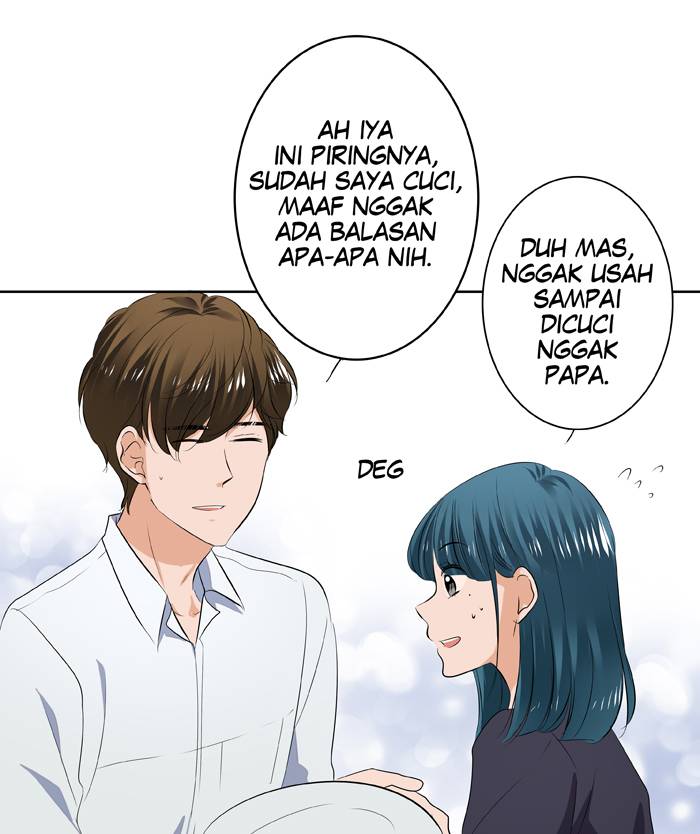 AH IYA
INI PIRINGNYA,
SUDAH SAYA CUCI,
MAAF NGGAK
ADA BALASAN
APA-APA NIH.
DUH MAS,
NGGAK USAH
SAMPAI
DICUCI
NGGAK
PAPA.
DEG